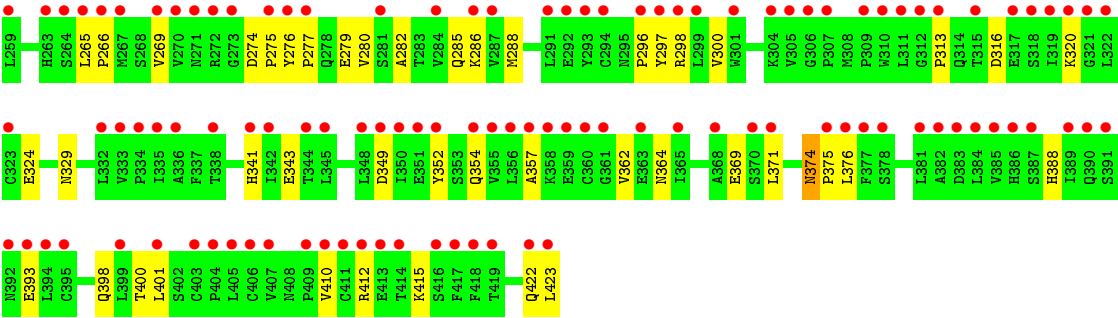 L259 H263 S264 L265 P266 M267 S268 V269 V270 N271 R272 G273 D274 P275 Y276 P277 Q278 E279 V280 S281 A282 T283 V284 Q285 K286 V287 M288 L291 E292 Y293 C294 N295 P296 Y297 R298 L299 V300 W301 K304 V305 G306 P307 M308 P309 W310 L311 G312 P313 Q314 T315 D316 E317 S318 I319 K320 G321 L322
C323 E324 N329 L332 V333 P334 I335 A336 F337 T338 H341 I342 E343 T344 L345 L348 D349 I350 E351 Y352 S353 Q354 V355 L356 A357 K358 E359 C360 G361 V362 E363 N364 I365 A368 E369 S370 L371 N374 P375 L376 F377 S378 L381 A382 D383 L384 V385 H386 S387 H388 I389 Q390 S391
N392 E393 L394 C395 Q398 L399 T400 L401 S402 C403 P404 L405 C406 V407 N408 P409 V410 C411 R412 E413 T414 K415 S416 F417 F418 T419 Q422 L423